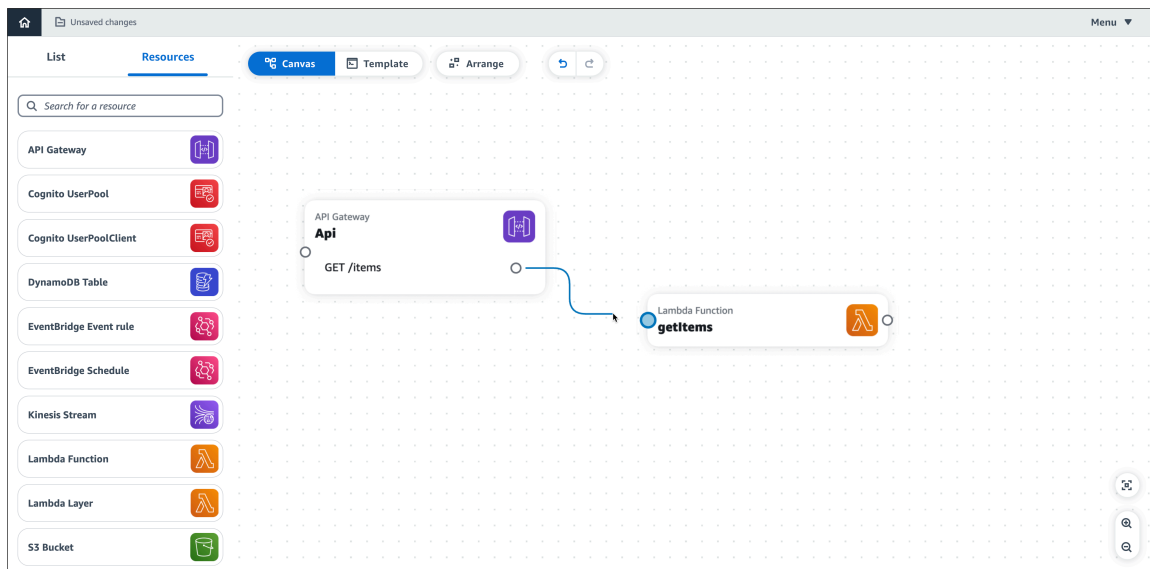 Unsaved changes
Menu ▼
List
Resources
Canvas
Template
Arrange
Search for a resource
API Gateway
Cognito UserPool
Cognito UserPoolClient
DynamoDB Table
EventBridge Event rule
EventBridge Schedule
Kinesis Stream
Lambda Function
Lambda Layer
S3 Bucket
API Gateway
Api
GET /items
Lambda Function
getItems